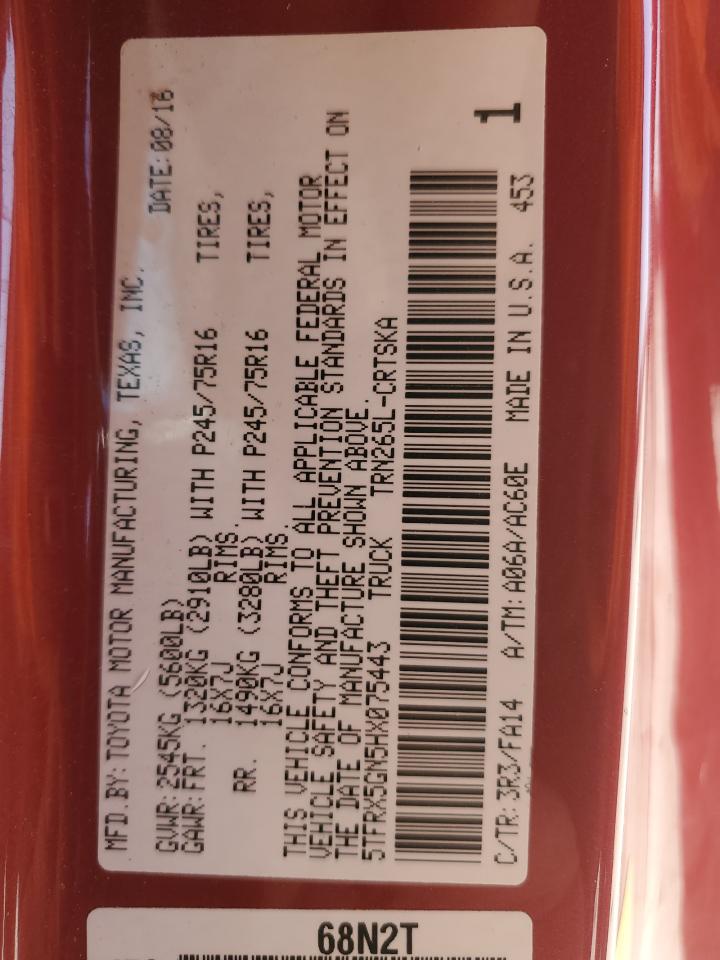 MFD.BY:TOYOTA MOTOR MANUFACTURING, TEXAS, INC.
DATE:08/16
GVWR:2545KG (5600LB)
GAWR:FRT. 1320KG (2910LB) WITH P245/75R16 TIRES,
16X7J RIMS.
RR. 1490KG (3280LB) WITH P245/75R16 TIRES,
16X7J RIMS.
THIS VEHICLE CONFORMS TO ALL APPLICABLE FEDERAL MOTOR
VEHICLE SAFETY AND THEFT PREVENTION STANDARDS IN EFFECT ON
THE DATE OF MANUFACTURE SHOWN ABOVE.
5TFRX5GN5HX075443 TRUCK TRN265L-CRTSKA
1
C/TR:3R3/FA14 A/TM:A06A/AC60E MADE IN U.S.A. 453
68N2T